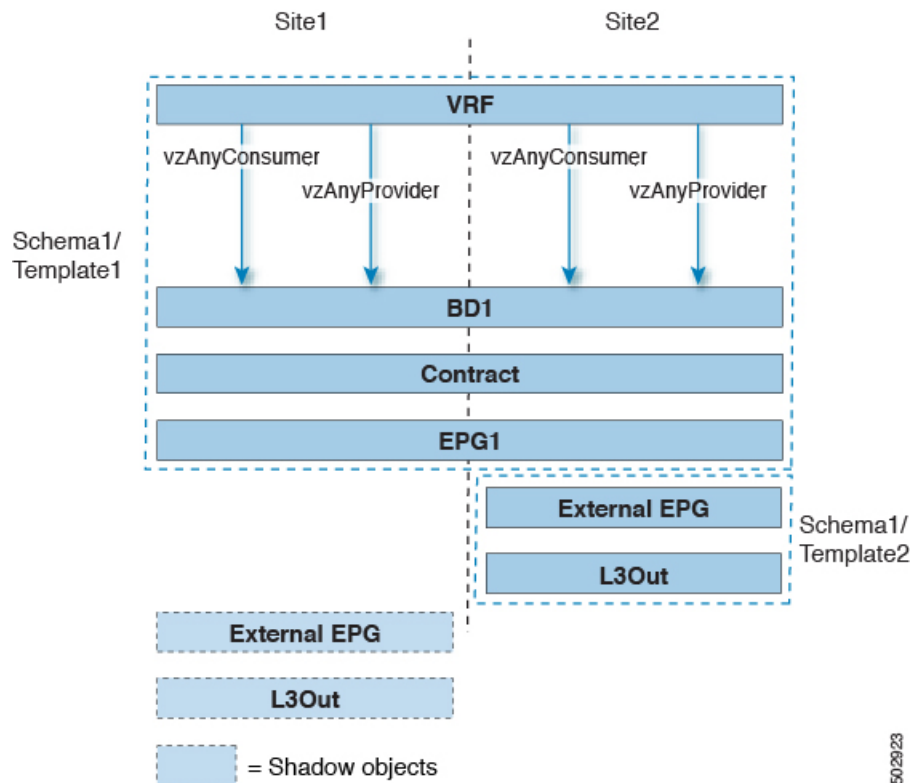 Site1
Site2
VRF
vzAnyConsumer
vzAnyProvider
vzAnyConsumer
vzAnyProvider
Schema1/
Template1
BD1
Contract
EPG1
External EPG
L3Out
Schema1/
Template2
External EPG
L3Out
= Shadow objects
502923